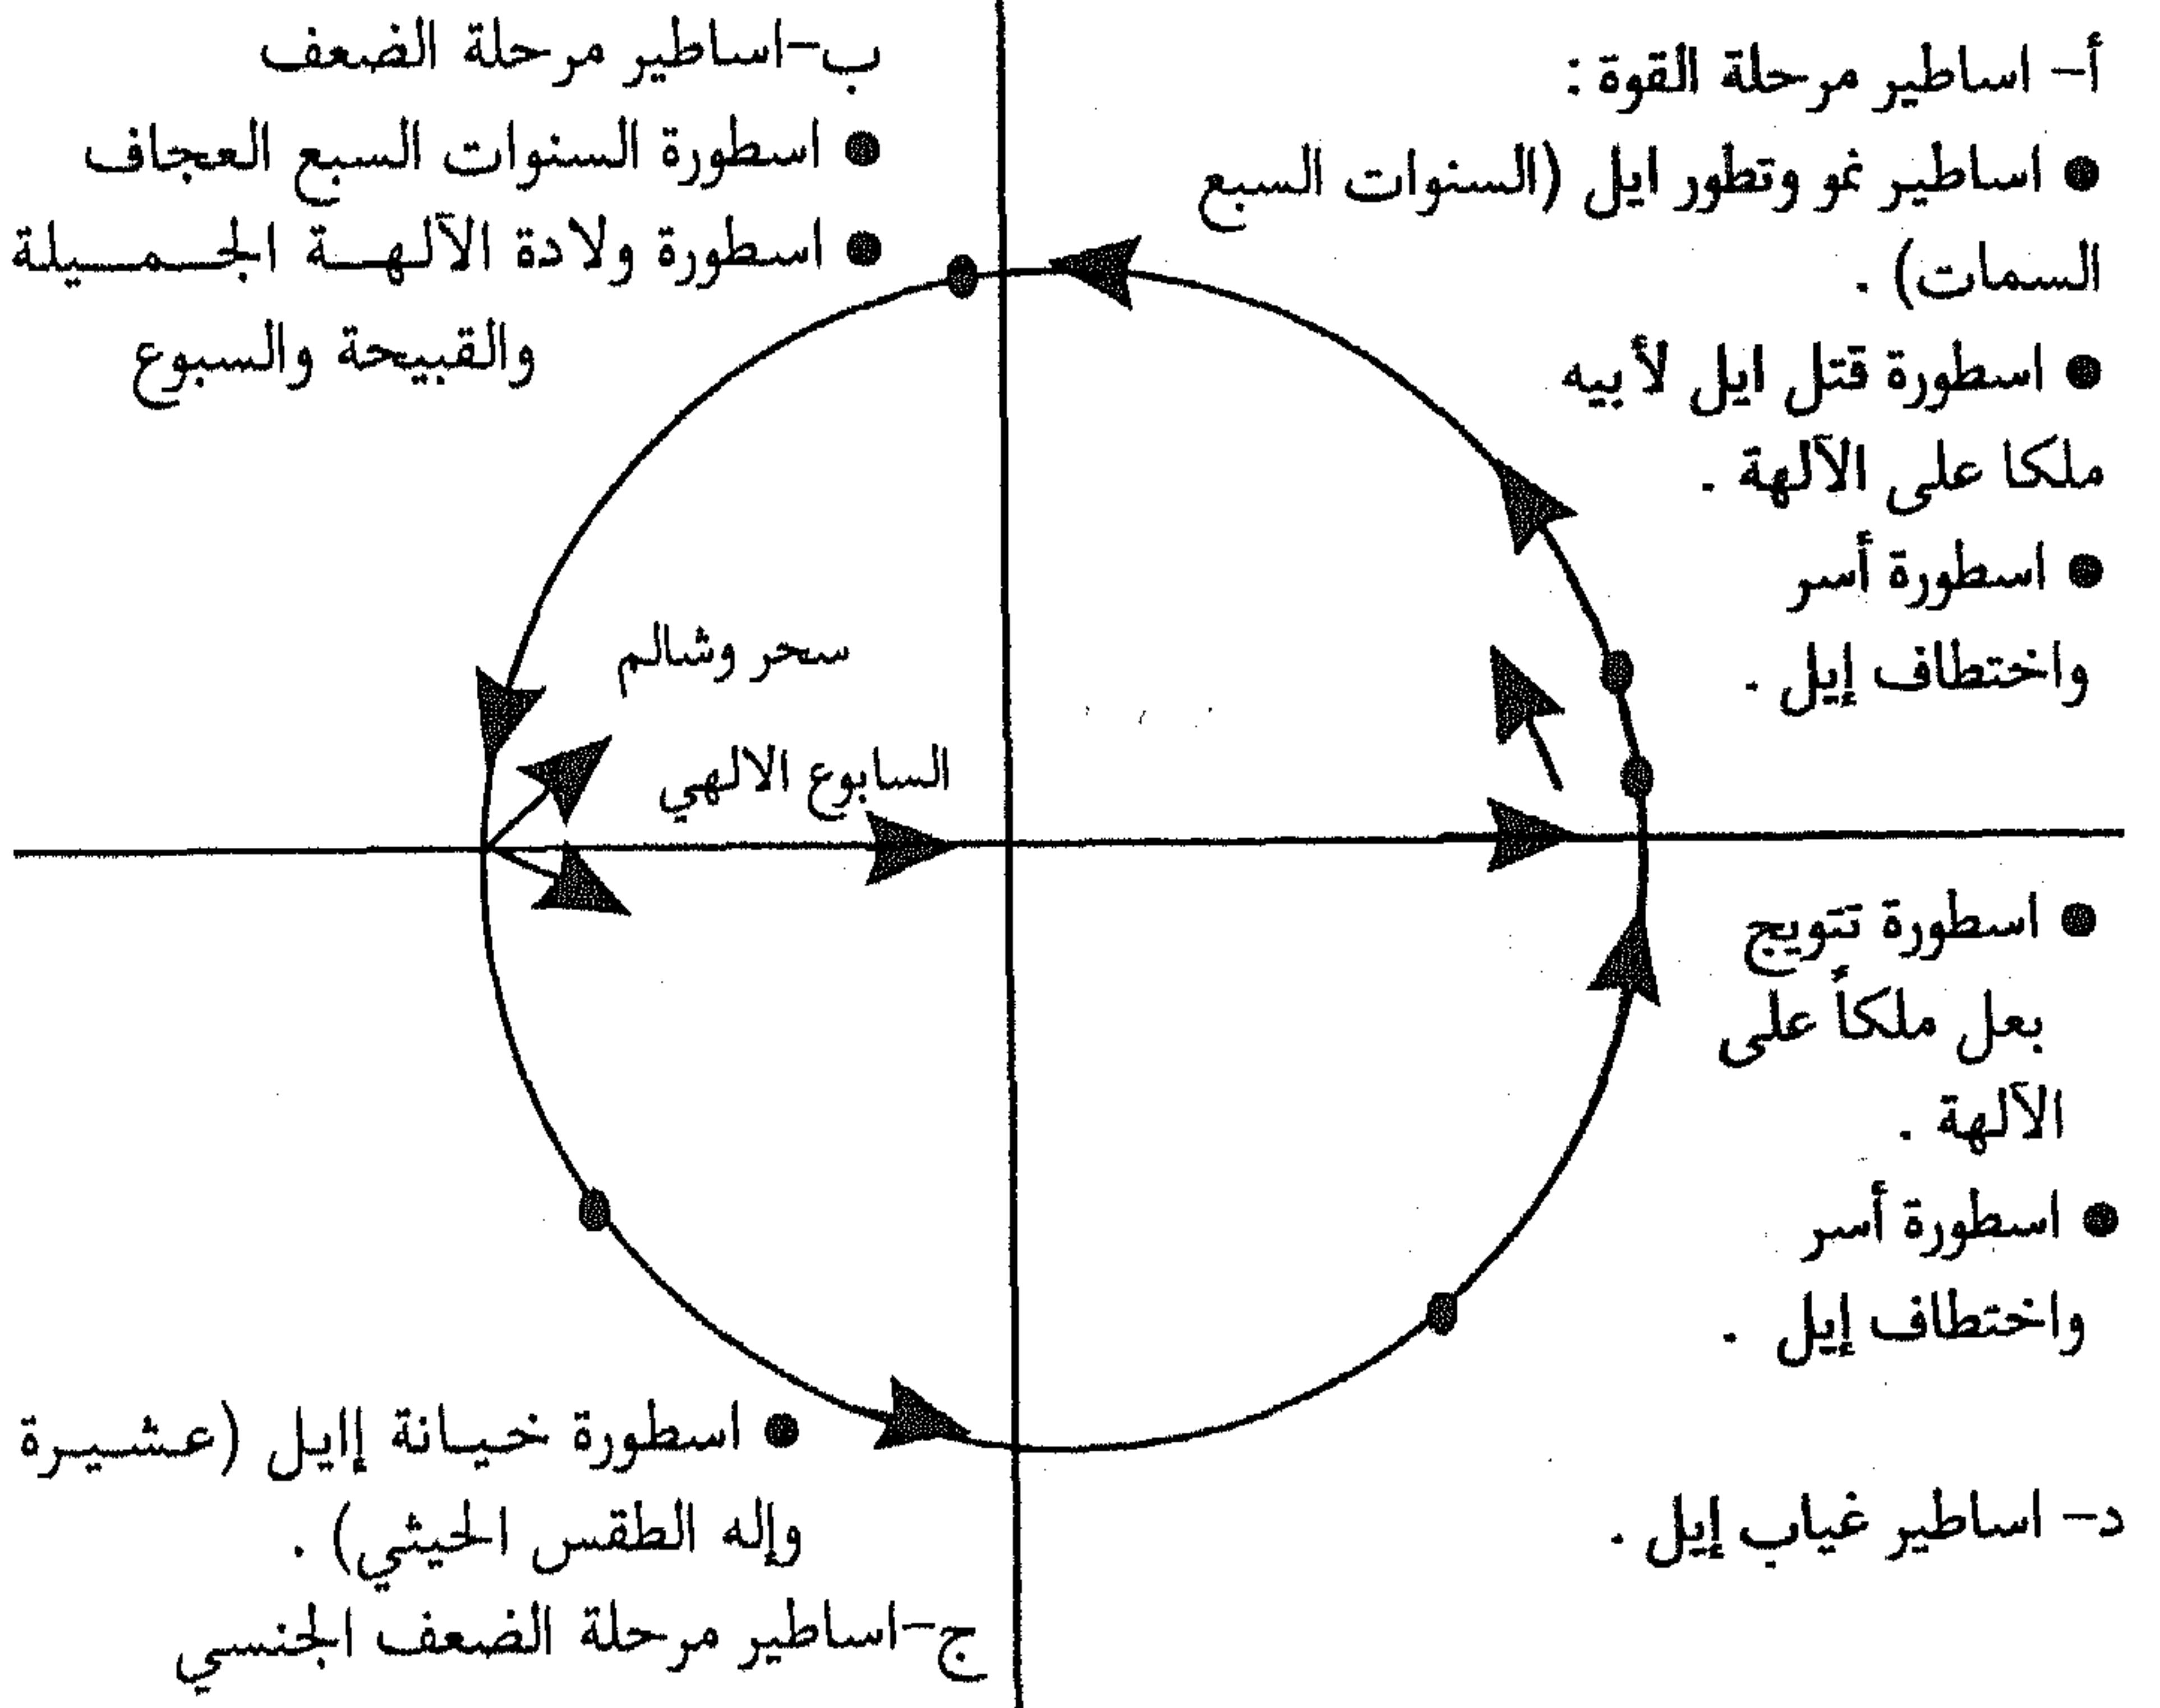 أ- اساطير مرحلة القوة :
● اساطير نمو وتطور ايل (السنوات السبع
السمات) .
● اسطورة قتل ايل لأبيه
ملكا على الآلهة .
● اسطورة أسر
واختطاف إيل .
ب-اساطير مرحلة الضعف
● اسطورة السنوات السبع العجاف
● اسطورة ولادة الآلهة الجميلة
والقبيحة والسبوع
سحر وشالم
السابوع الالهي
● اسطورة تتويج
بعل ملكاً على
الآلهة .
● اسطورة أسر
واختطاف إيل .
د- اساطير غياب إيل .
● اسطورة خيانة إايل (عشيرة
وإله الطقس الحيثي) .
ج-اساطير مرحلة الضعف الجنسي